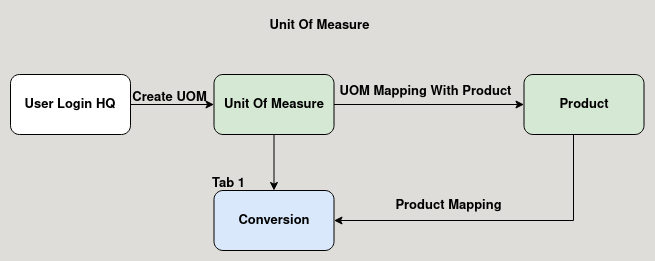 Unit Of Measure
User Login HQ
Create UOM
Unit Of Measure
UOM Mapping With Product
Product
Tab 1
Conversion
Product Mapping